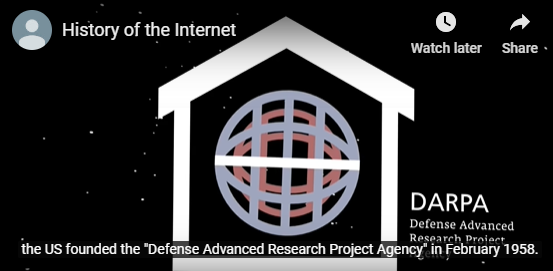 History of the Internet
Watch later
Share
DARPA
Defense Advanced
Research Project
Agency
the US founded the "Defense Advanced Research Project Agency" in February 1958.